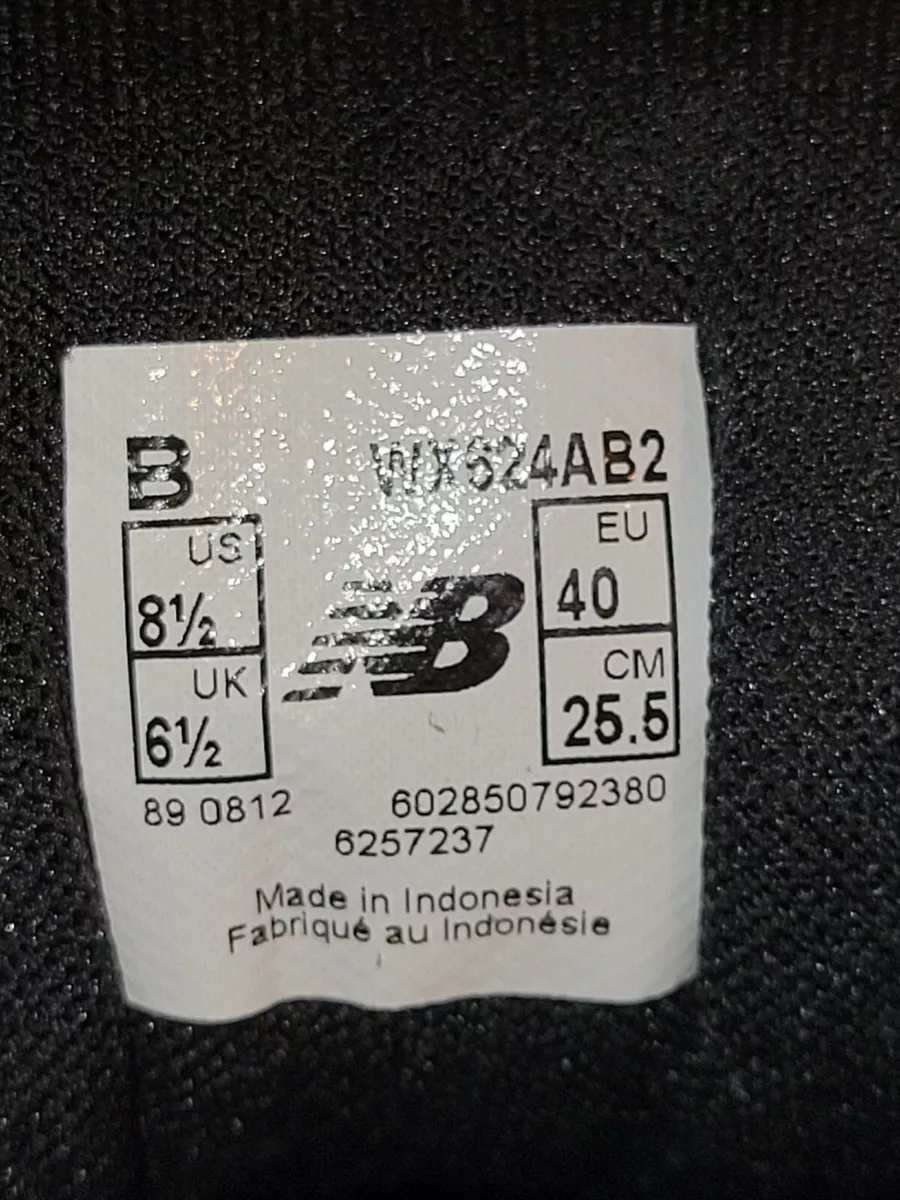 B WX624AB2
US EU
8½ 40
UK CM
6½ 25.5
89 0812 602850792380
6257237
Made in Indonesia
Fabriqué au Indonésie